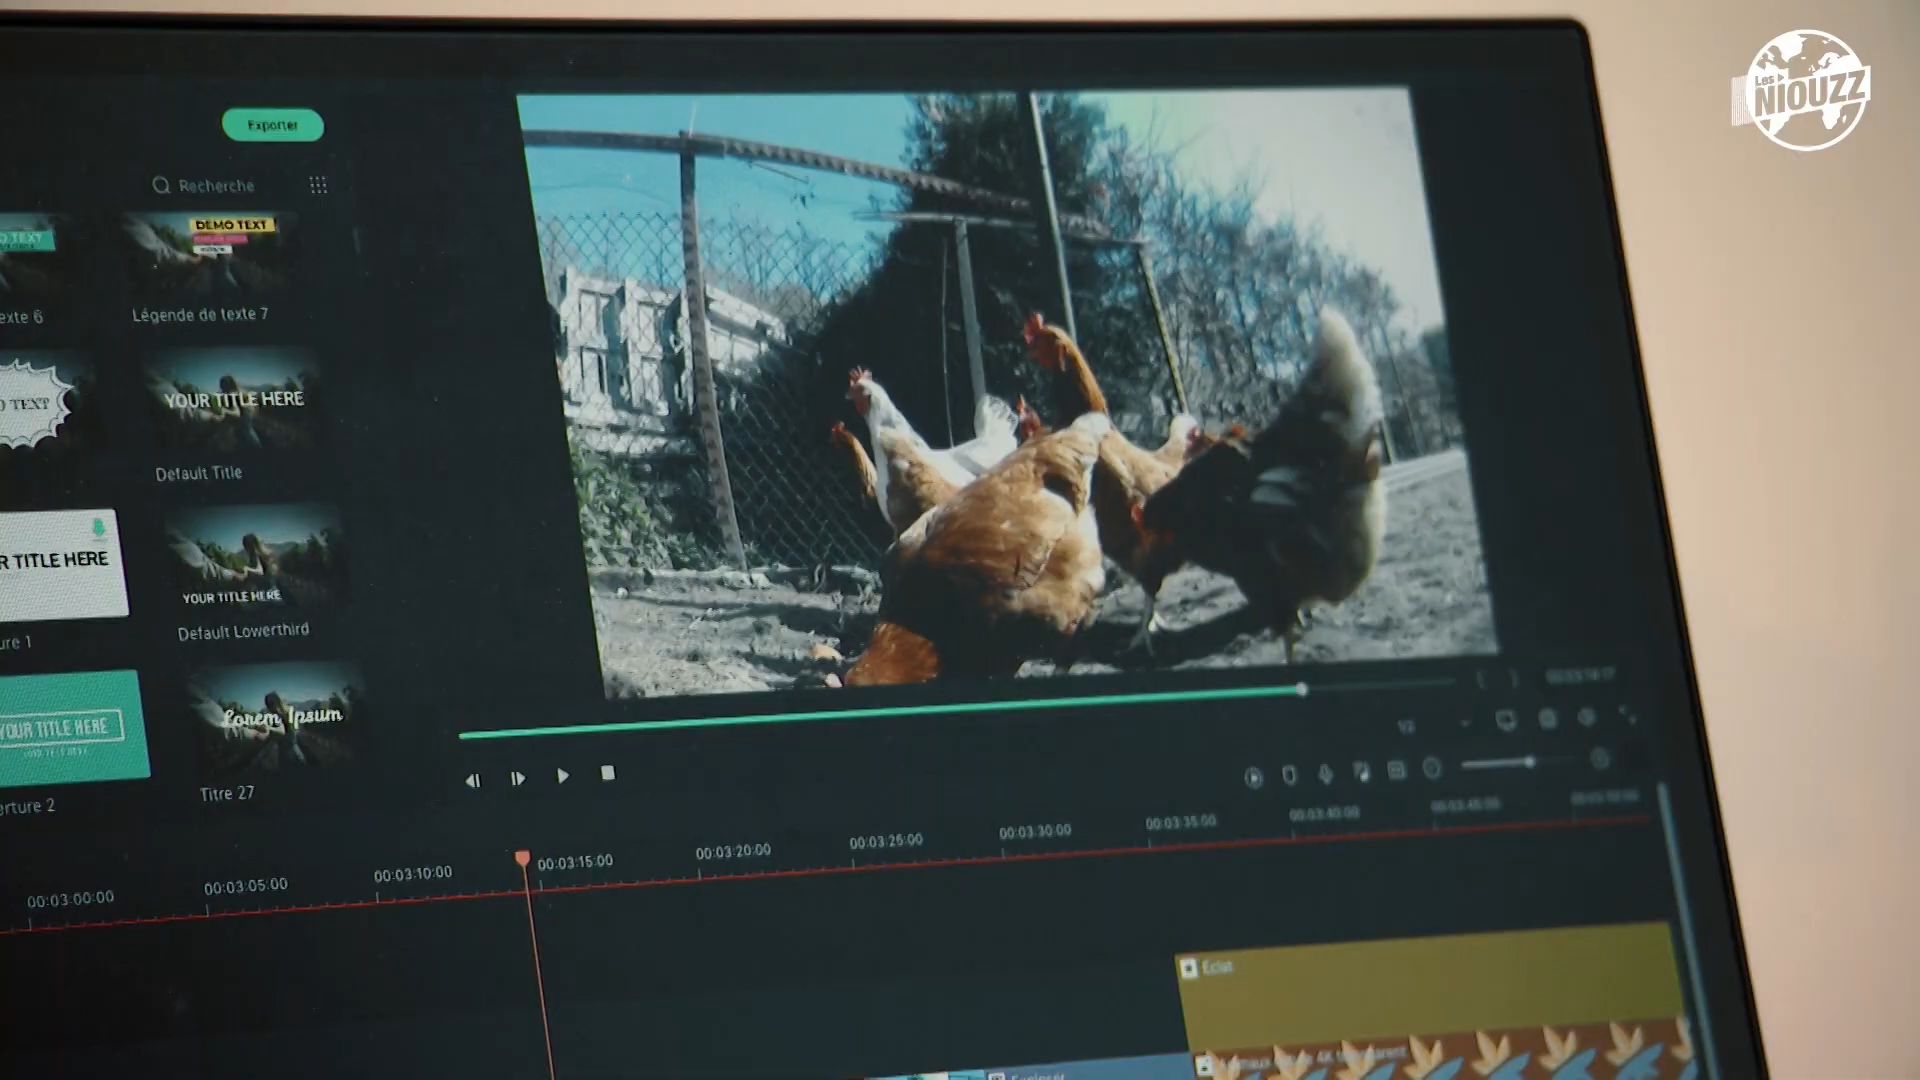 Les
NIOUZZ
Exporter
Recherche
DEMO TEXT
Légende de texte 7
exte 6
TEXT
YOUR TITLE HERE
Default Title
R TITLE HERE
YOUR TITLE HERE
Default Lowerthird
ure 1
YOUR TITLE HERE
Lorem Ipsum
Titre 27
erture 2
1/2
00:03:00:00
00:03:05:00
00:03:10:00
00:03:15:00
00:03:20:00
00:03:25:00
00:03:30:00
00:03:35:00
00:03:40:00
00:03:45:00
Eclat